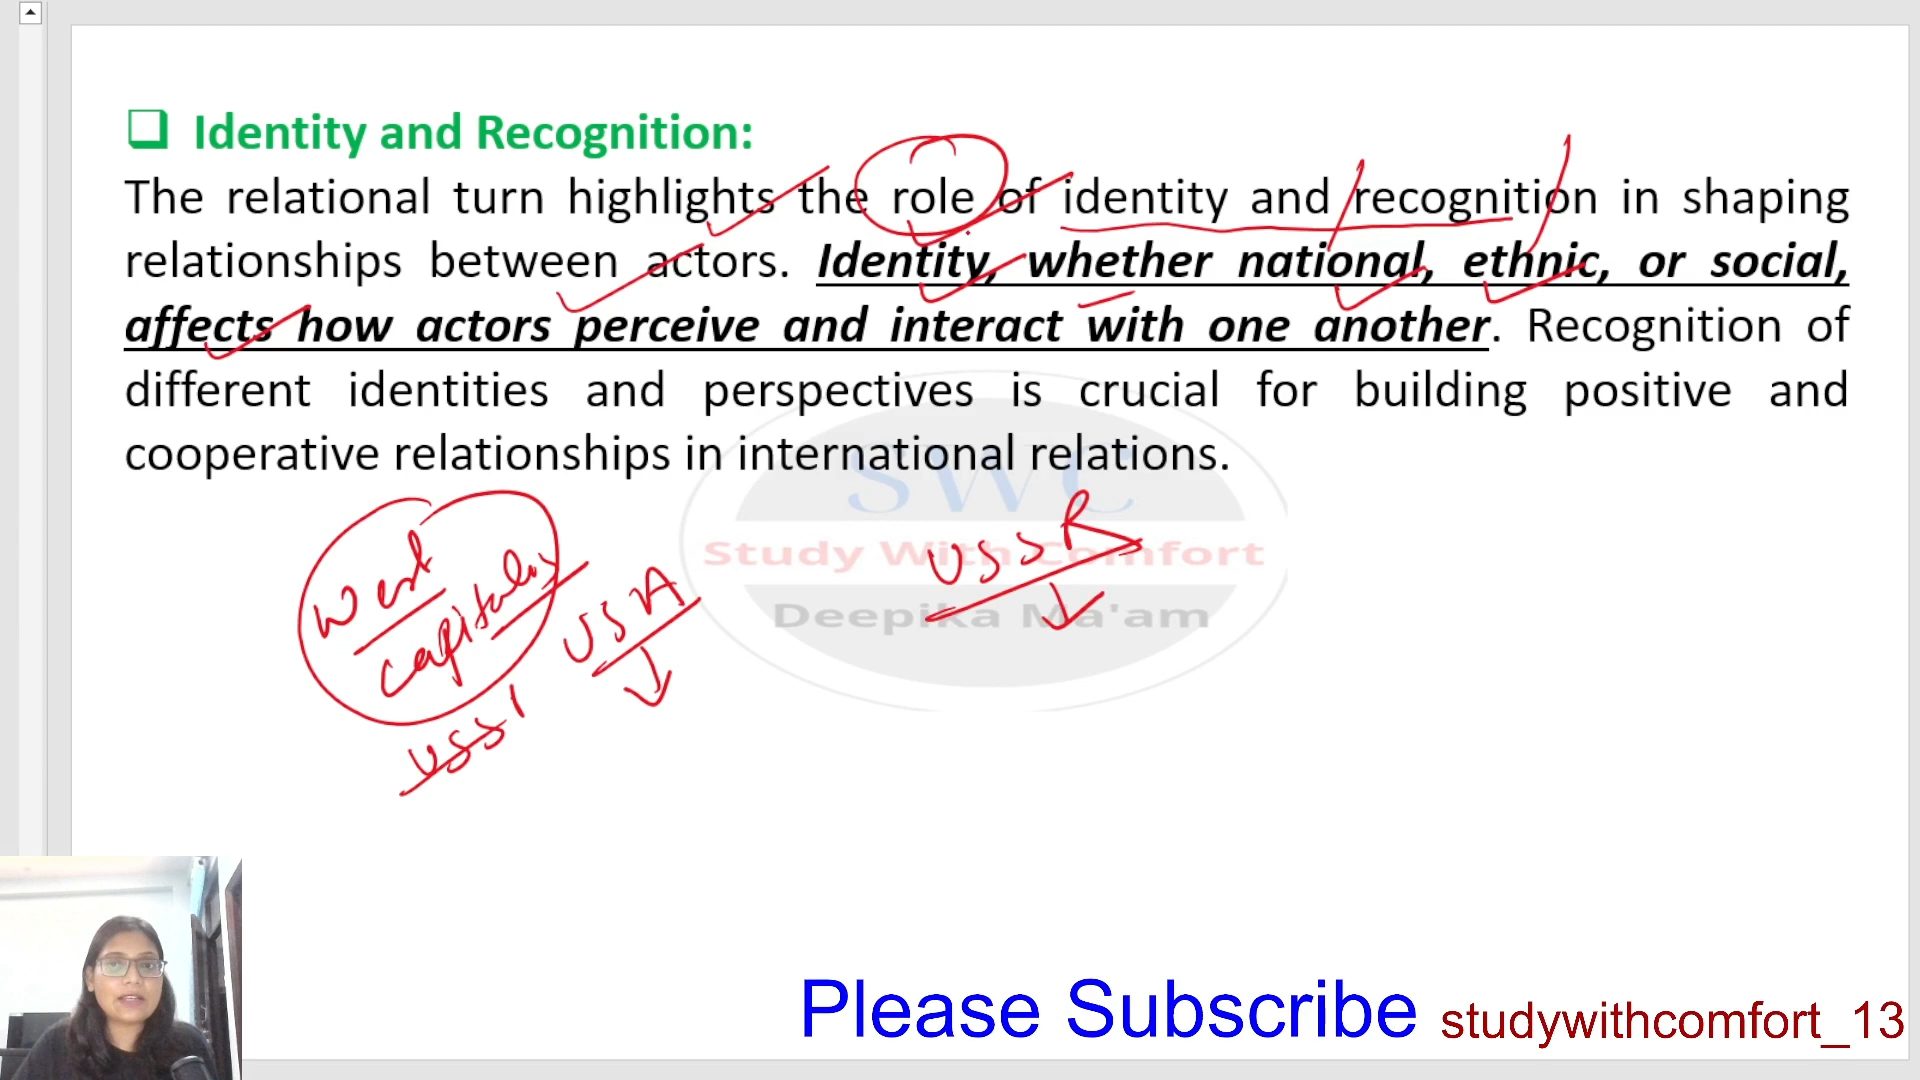 Identity and Recognition:
The relational turn highlights the role of identity and recognition in shaping
relationships between actors. Identity, whether national, ethnic, or social,
affects how actors perceive and interact with one another. Recognition of
different identities and perspectives is crucial for building positive and
cooperative relationships in international relations.
SWC
Study With Comfort
Deepika Ma'am
West
USA
USSR
Please Subscribe studywithcomfort_13